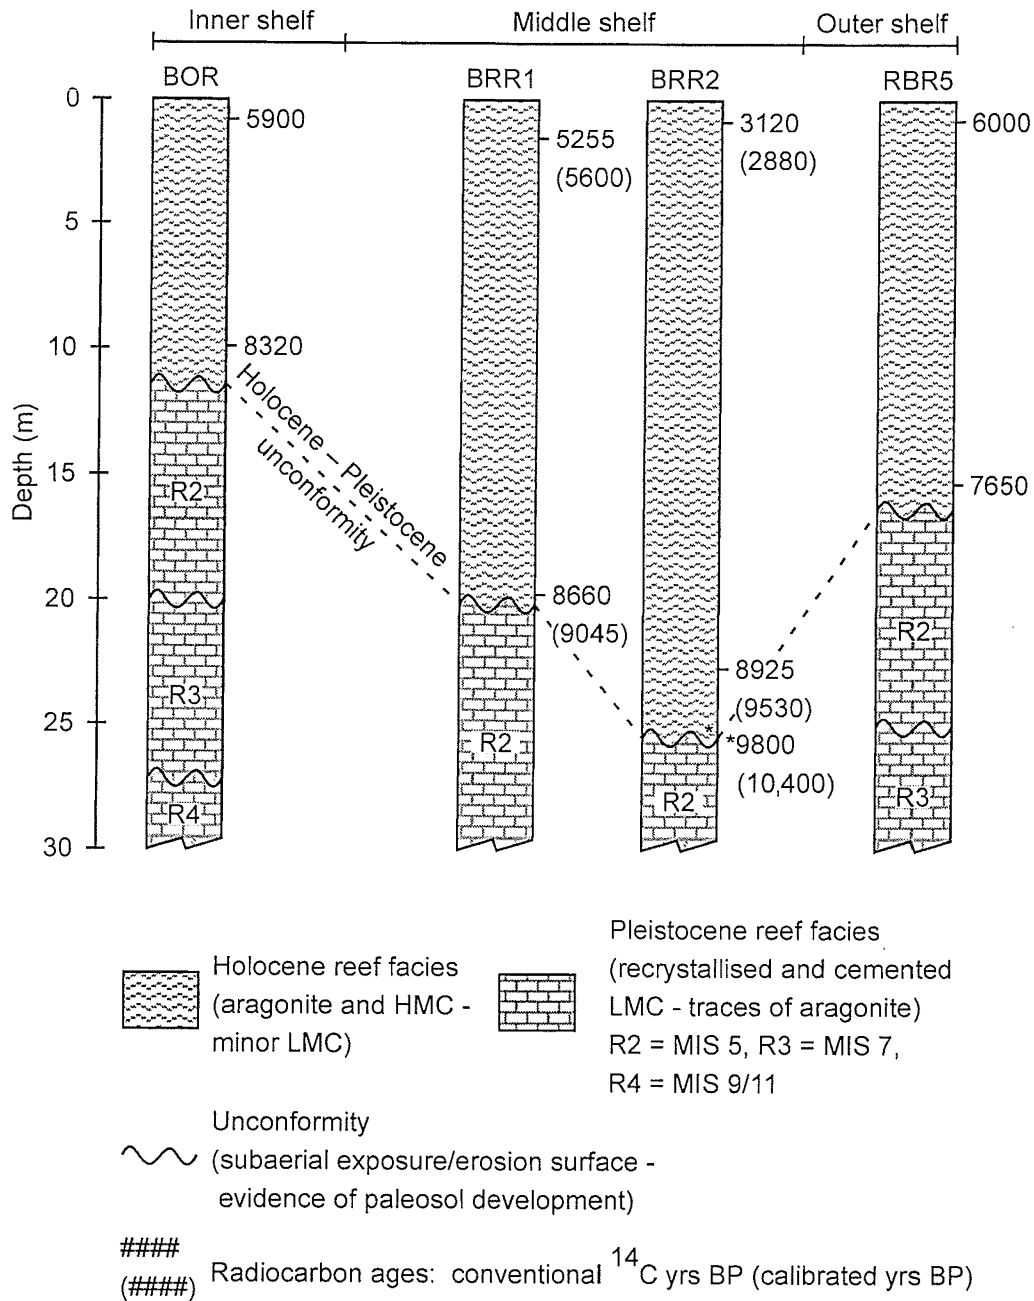 Inner shelf
Middle shelf
Outer shelf
BOR
BRR1
BRR2
RBR5
0
5
10
15
20
25
30
Depth (m)
5900
8320
R2
R3
R4
Holocene – Pleistocene
unconformity
5255
(5600)
8660
(9045)
R2
3120
(2880)
8925
(9530)
*
*9800
(10,400)
R2
6000
7650
R2
R3
Holocene reef facies
(aragonite and HMC -
minor LMC)
Pleistocene reef facies
(recrystallised and cemented
LMC - traces of aragonite)
R2 = MIS 5, R3 = MIS 7,
R4 = MIS 9/11
Unconformity
(subaerial exposure/erosion surface -
evidence of paleosol development)
####
(####)
Radiocarbon ages: conventional 14C yrs BP (calibrated yrs BP)